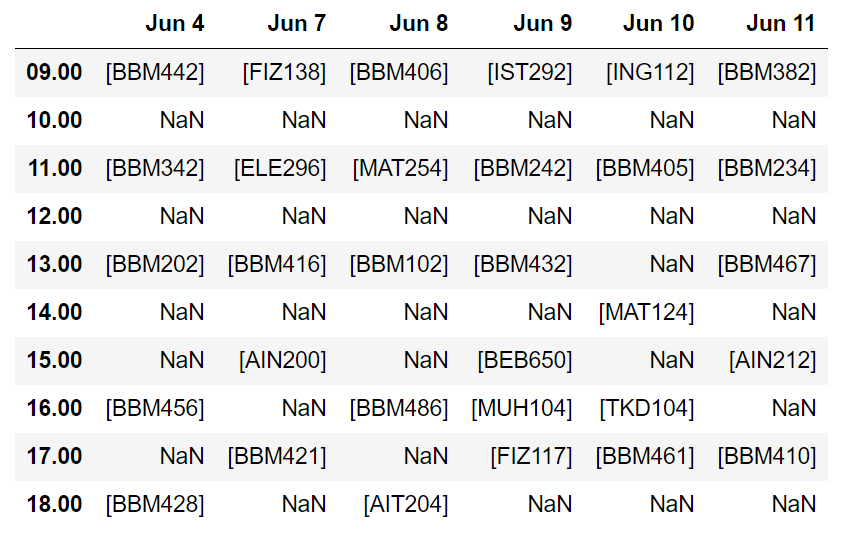 Jun 4 Jun 7 Jun 8 Jun 9 Jun 10 Jun 11
09.00 [BBM442] [FIZ138] [BBM406] [IST292] [ING112] [BBM382]
10.00 NaN NaN NaN NaN NaN NaN
11.00 [BBM342] [ELE296] [MAT254] [BBM242] [BBM405] [BBM234]
12.00 NaN NaN NaN NaN NaN NaN
13.00 [BBM202] [BBM416] [BBM102] [BBM432] NaN [BBM467]
14.00 NaN NaN NaN NaN [MAT124] NaN
15.00 NaN [AIN200] NaN [BEB650] NaN [AIN212]
16.00 [BBM456] NaN [BBM486] [MUH104] [TKD104] NaN
17.00 NaN [BBM421] NaN [FIZ117] [BBM461] [BBM410]
18.00 [BBM428] NaN [AIT204] NaN NaN NaN